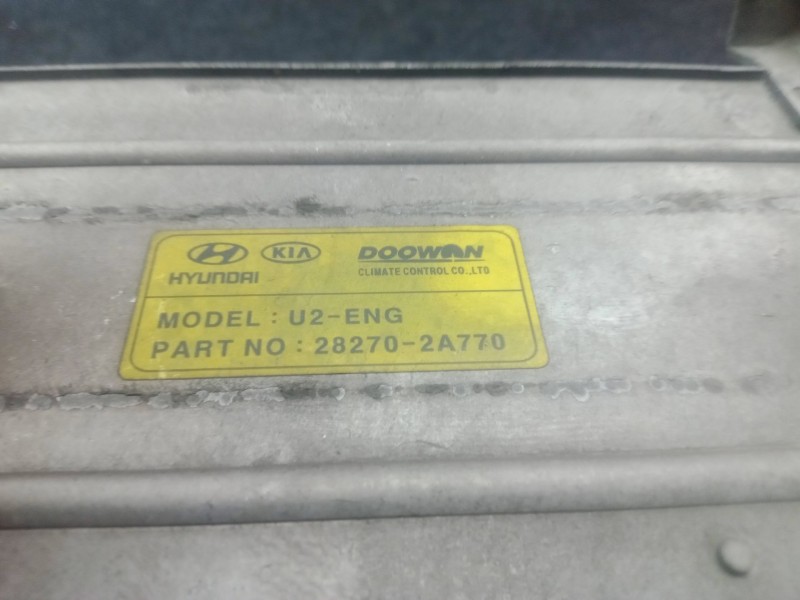 HYUNDAI KIA DOOWON
CLIMATE CONTROL CO.,LTD
MODEL : U2-ENG
PART NO : 28270-2A770